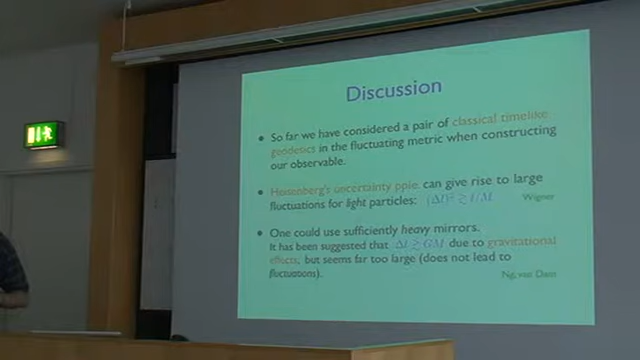 Discussion
• So far we have considered a pair of classical timelike
geodesics in the fluctuating metric when constructing
our observable.
• Heisenberg's uncertainty pple. can give rise to large
fluctuations for light particles:
Wigner
• One could use sufficiently heavy mirrors.
It has been suggested that Δl ≳ GM due to gravitational
effects, but seems far too large (does not lead to
fluctuations).
Ng, van Dam